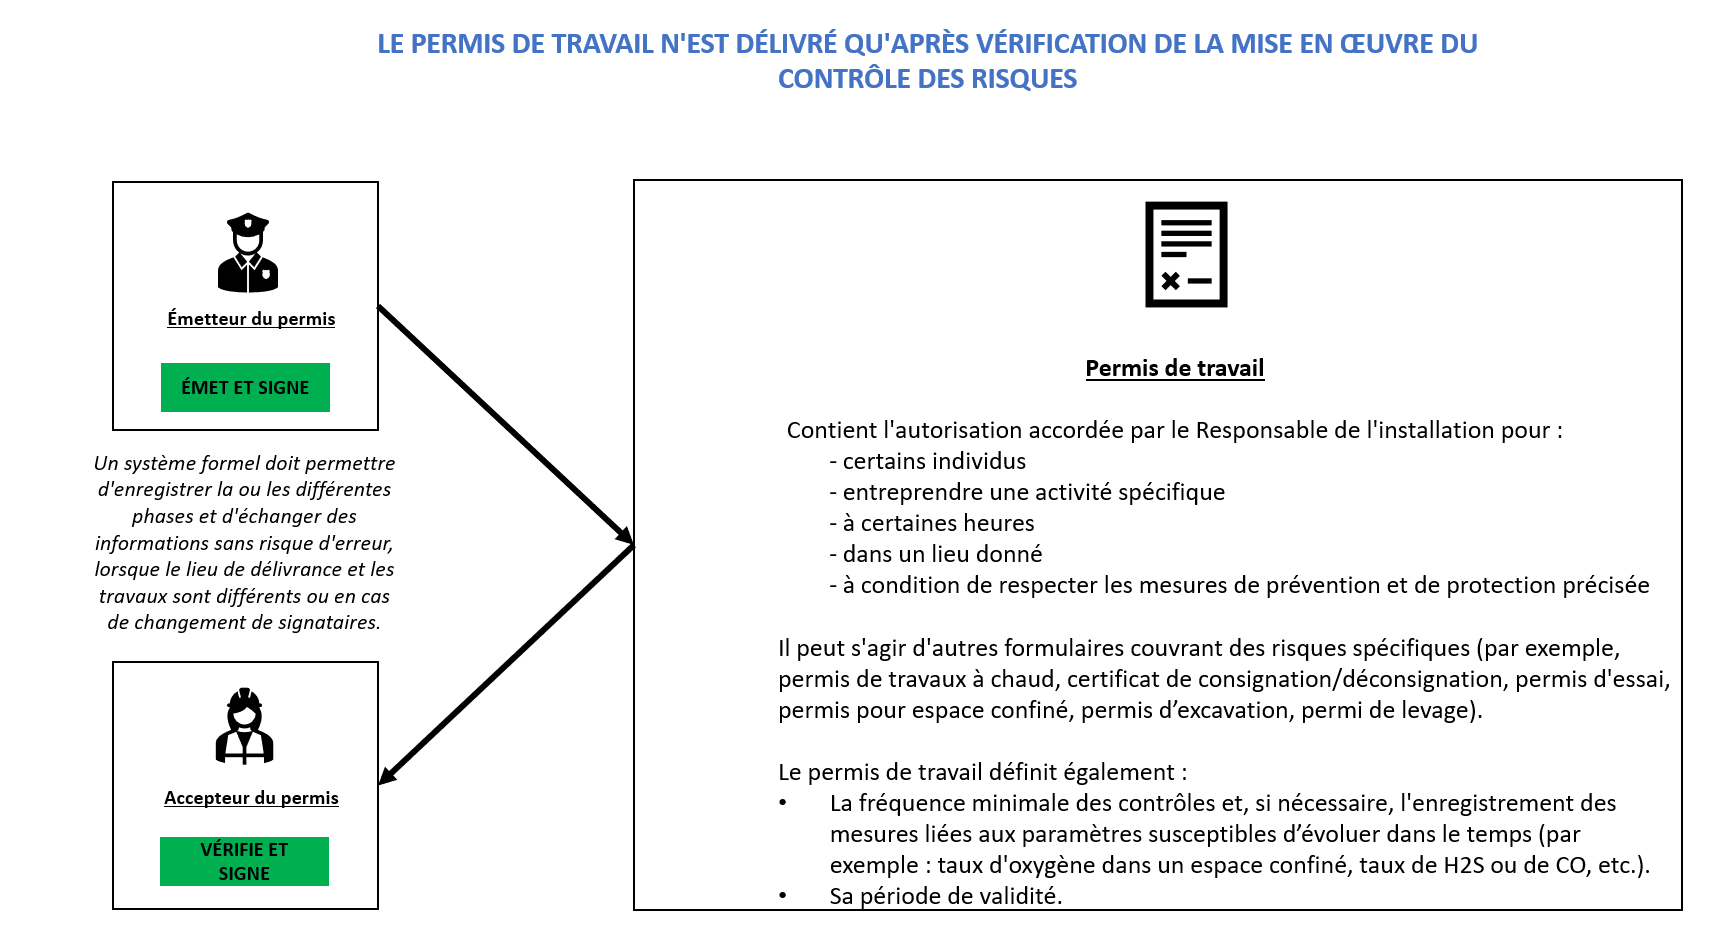 LE PERMIS DE TRAVAIL N'EST DÉLIVRÉ QU'APRÈS VÉRIFICATION DE LA MISE EN ŒUVRE DU
CONTRÔLE DES RISQUES
Émetteur du permis
ÉMET ET SIGNE
Un système formel doit permettre
d'enregistrer la ou les différentes
phases et d'échanger des
informations sans risque d'erreur,
lorsque le lieu de délivrance et les
travaux sont différents ou en cas
de changement de signataires.
Accepteur du permis
VÉRIFIE ET
SIGNE
Permis de travail
Contient l'autorisation accordée par le Responsable de l'installation pour :
- certains individus
- entreprendre une activité spécifique
- à certaines heures
- dans un lieu donné
- à condition de respecter les mesures de prévention et de protection précisée
Il peut s'agir d'autres formulaires couvrant des risques spécifiques (par exemple,
permis de travaux à chaud, certificat de consignation/déconsignation, permis d'essai,
permis pour espace confiné, permis d’excavation, permi de levage).
Le permis de travail définit également :
• La fréquence minimale des contrôles et, si nécessaire, l'enregistrement des
mesures liées aux paramètres susceptibles d’évoluer dans le temps (par
exemple : taux d'oxygène dans un espace confiné, taux de H2S ou de CO, etc.).
• Sa période de validité.